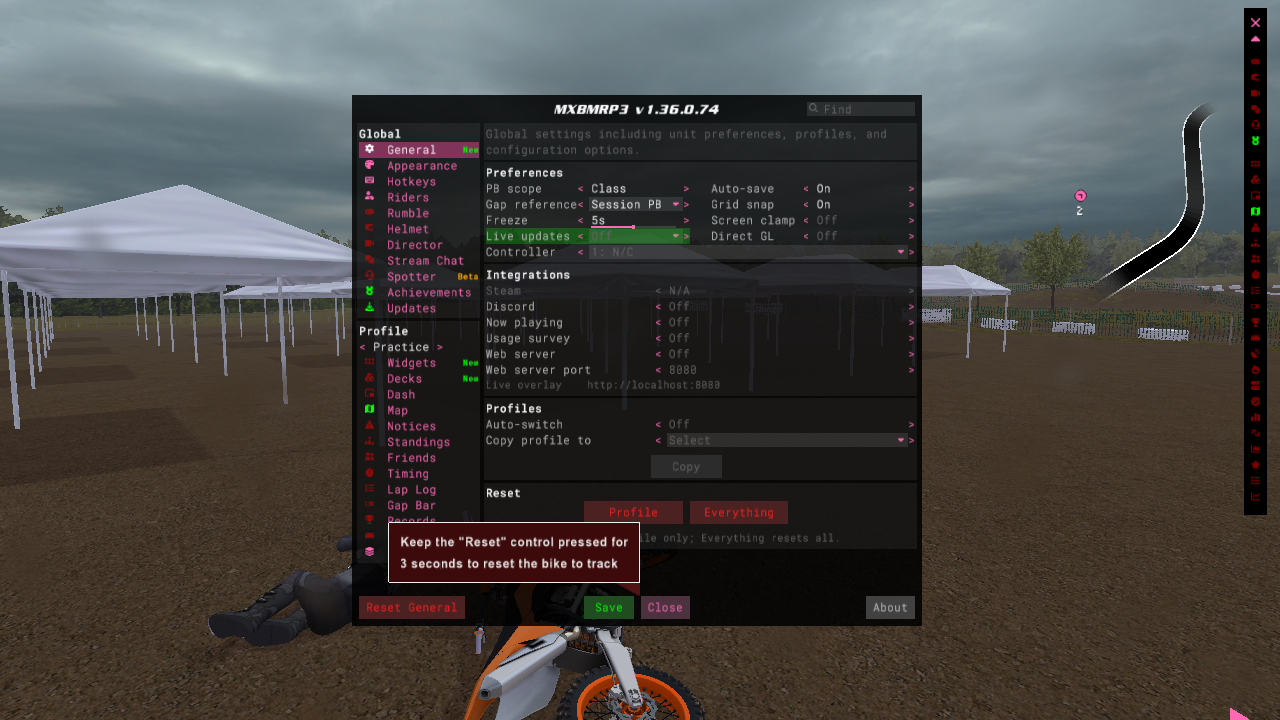 MXBMRP3 v1.36.0.74
Find
Global
General New
Appearance
Hotkeys
Riders
Rumble
Helmet
Director
Stream Chat
Spotter Beta
Achievements
Updates
Profile
< Practice >
Widgets New
Decks New
Dash
Map
Notices
Standings
Friends
Timing
Lap Log
Gap Bar
Records
Global settings including unit preferences, profiles, and
configuration options.
Preferences
PB scope < Class > Auto-save < On >
Gap reference < Session PB > Grid snap < On >
Freeze < 5s > Screen clamp < Off >
Live updates < Off > Direct GL < Off >
Controller < 1: N/C >
Integrations
Steam < N/A >
Discord < Off >
Now playing < Off >
Usage survey < Off >
Web server < Off >
Web server port < 8080 >
Live overlay http://localhost:8080
Profiles
Auto-switch < Off >
Copy profile to < Select >
Copy
Reset
Profile Everything
only; Everything resets all.
Keep the "Reset" control pressed for
3 seconds to reset the bike to track
Reset General Save Close About
2